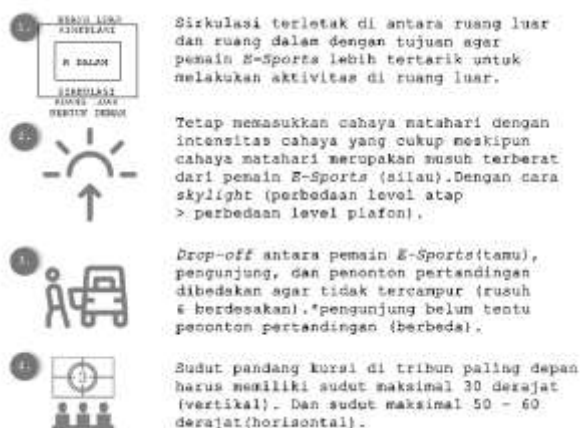 1.
RUANG LUAR
SIRKULASI
R DALAM
SIRKULASI
RUANG LUAR
BENTUK DENAH
Sirkulasi terletak di antara ruang luar
dan ruang dalam dengan tujuan agar
pemain E-Sports lebih tertarik untuk
melakukan aktivitas di ruang luar.
2.
Tetap memasukkan cahaya matahari dengan
intensitas cahaya yang cukup meskipun
cahaya matahari merupakan musuh terberat
dari pemain E-Sports (silau).Dengan cara
skylight (perbedaan level atap
> perbedaan level plafon).
3.
Drop-off antara pemain E-Sports(tamu),
pengunjung, dan penonton pertandingan
dibedakan agar tidak tercampur (rusuh
& berdesakan).*pengunjung belum tentu
penonton pertandingan (berbeda).
4.
Sudut pandang kursi di tribun paling depan
harus memiliki sudut maksimal 30 derajat
(vertikal). Dan sudut maksimal 50 - 60
derajat(horisontal).